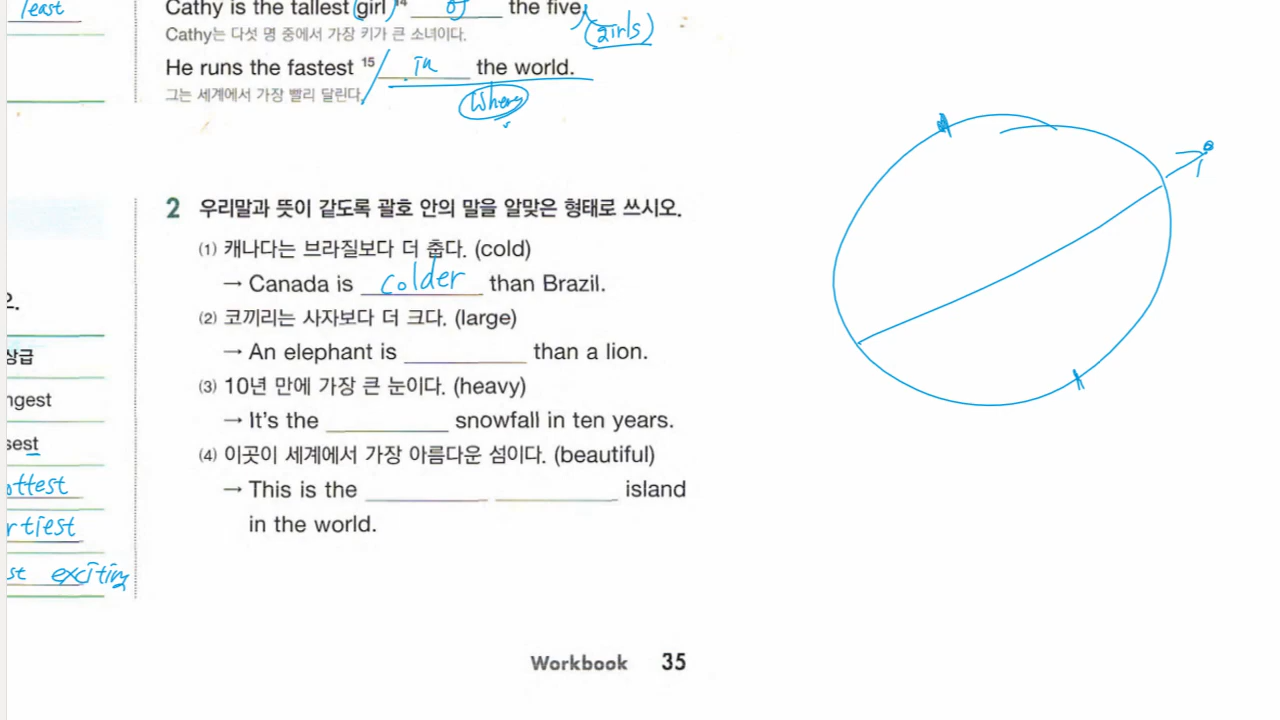 least
Cathy is the tallest girl 14 of the five.
(girls)
Cathy는 다섯 명 중에서 가장 키가 큰 소녀이다.
He runs the fastest 15 in the world.
그는 세계에서 가장 빨리 달린다.
where
2 우리말과 뜻이 같도록 괄호 안의 말을 알맞은 형태로 쓰시오.
(1) 캐나다는 브라질보다 더 춥다. (cold)
→ Canada is colder than Brazil.
(2) 코끼리는 사자보다 더 크다. (large)
→ An elephant is ________ than a lion.
(3) 10년 만에 가장 큰 눈이다. (heavy)
→ It's the ________ snowfall in ten years.
(4) 이곳이 세계에서 가장 아름다운 섬이다. (beautiful)
→ This is the ________ ________ island
in the world.
오.
상급
ngest
sest
ottest
rtiest
st exciting
Workbook 35